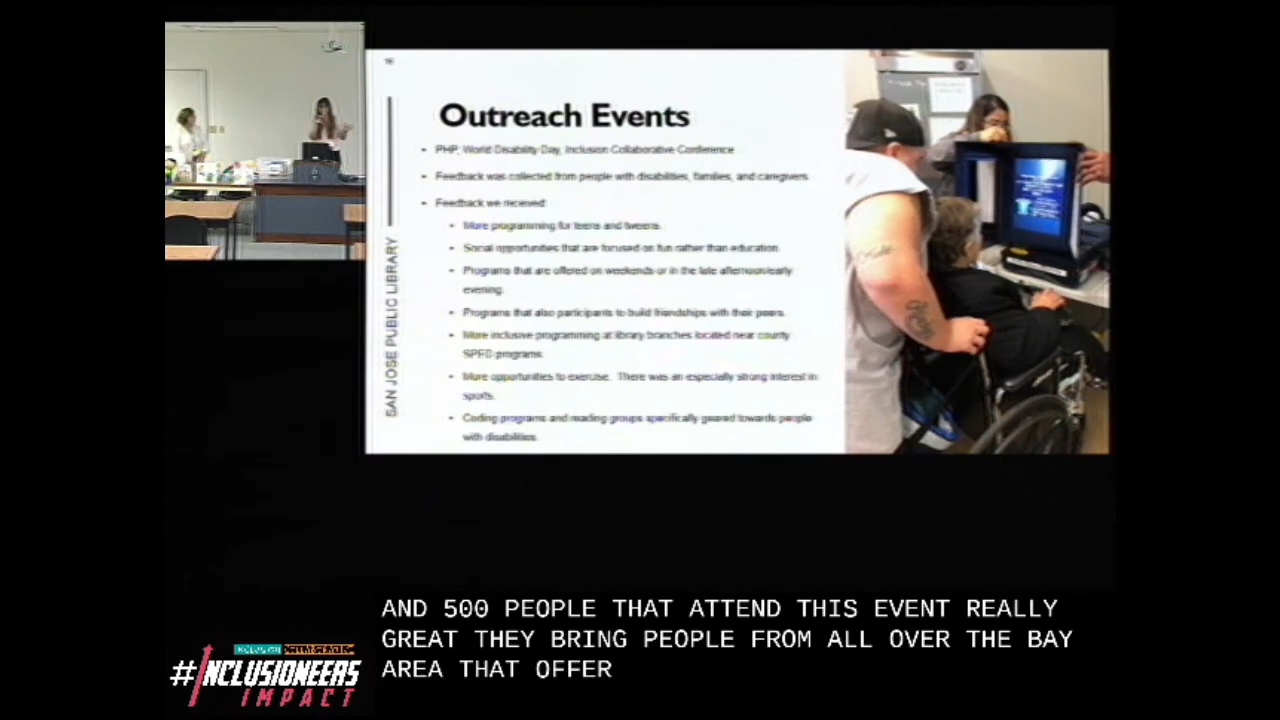 16
Outreach Events
• PHP, World Disability Day, Inclusion Collaborative Conference
• Feedback was collected from people with disabilities, families, and caregivers.
• Feedback we received:
• More programming for teens and tweens.
• Social opportunities that are focused on fun rather than education.
• Programs that are offered on weekends or in the late afternoon/early
evening.
• Programs that also participants to build friendships with their peers.
• More inclusive programming at library branches located near county
SPED programs.
• More opportunities to exercise. There was an especially strong interest in
sports.
• Coding programs and reading groups specifically geared towards people
with disabilities.
SAN JOSE PUBLIC LIBRARY
AND 500 PEOPLE THAT ATTEND THIS EVENT REALLY
GREAT THEY BRING PEOPLE FROM ALL OVER THE BAY
AREA THAT OFFER
INCLUSION
#INCLUSIONEERS
IMPACT